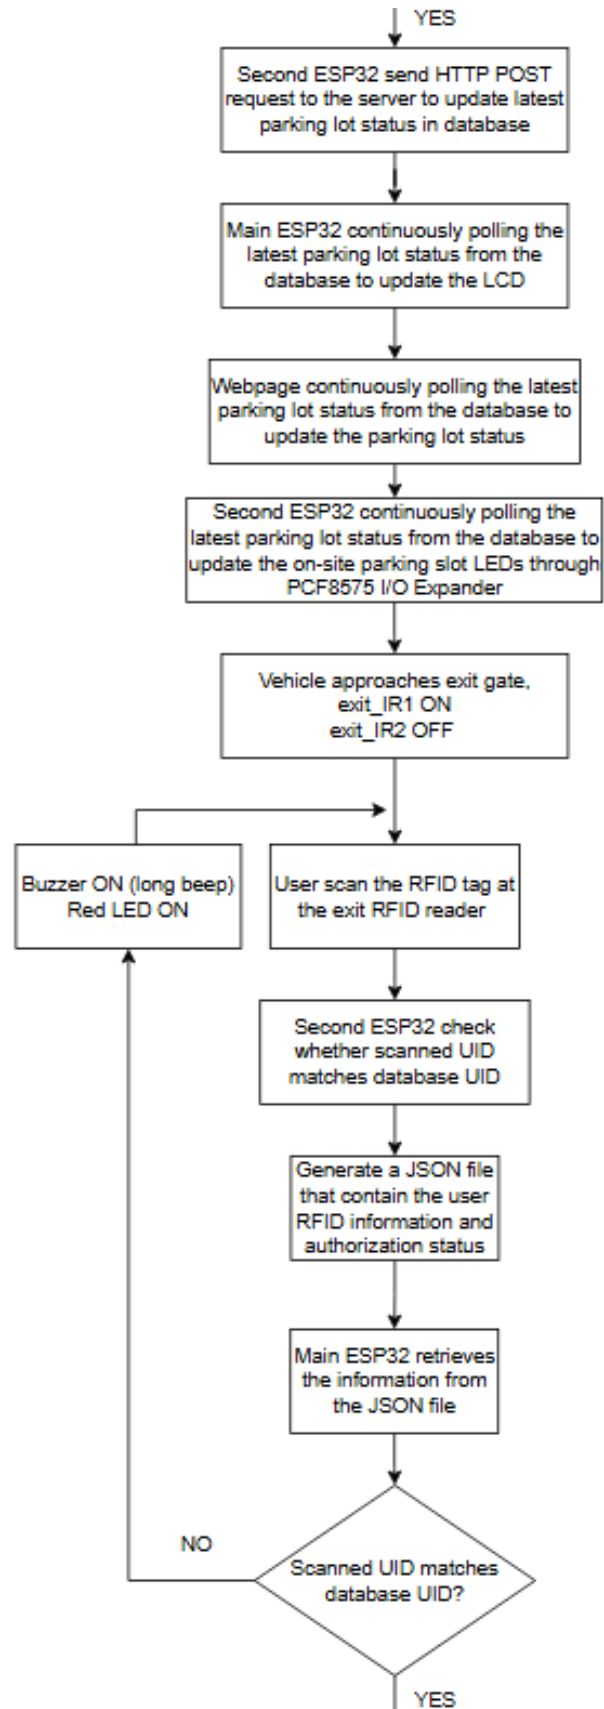 YES
Second ESP32 send HTTP POST
request to the server to update latest
parking lot status in database
Main ESP32 continuously polling the
latest parking lot status from the
database to update the LCD
Webpage continuously polling the latest
parking lot status from the database to
update the parking lot status
Second ESP32 continuously polling the
latest parking lot status from the database to
update the on-site parking slot LEDs through
PCF8575 I/O Expander
Vehicle approaches exit gate,
exit_IR1 ON
exit_IR2 OFF
Buzzer ON (long beep)
Red LED ON
User scan the RFID tag at
the exit RFID reader
Second ESP32 check
whether scanned UID
matches database UID
Generate a JSON file
that contain the user
RFID information and
authorization status
Main ESP32 retrieves
the information from
the JSON file
NO
Scanned UID matches
database UID?
YES